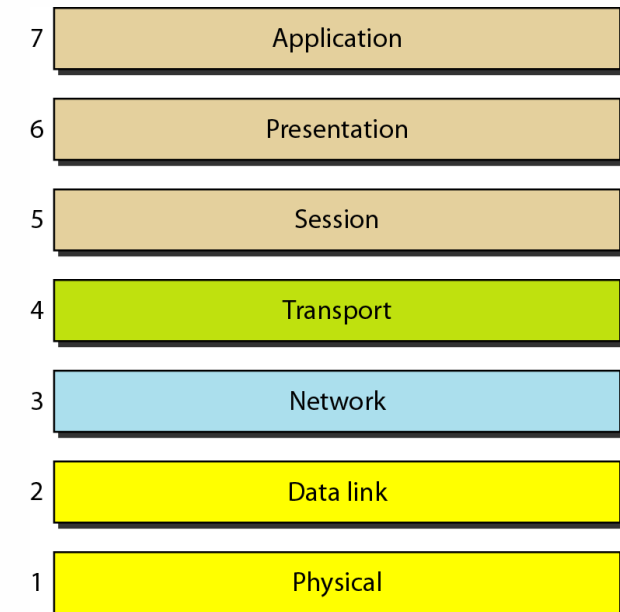 7 Application
6 Presentation
5 Session
4 Transport
3 Network
2 Data link
1 Physical